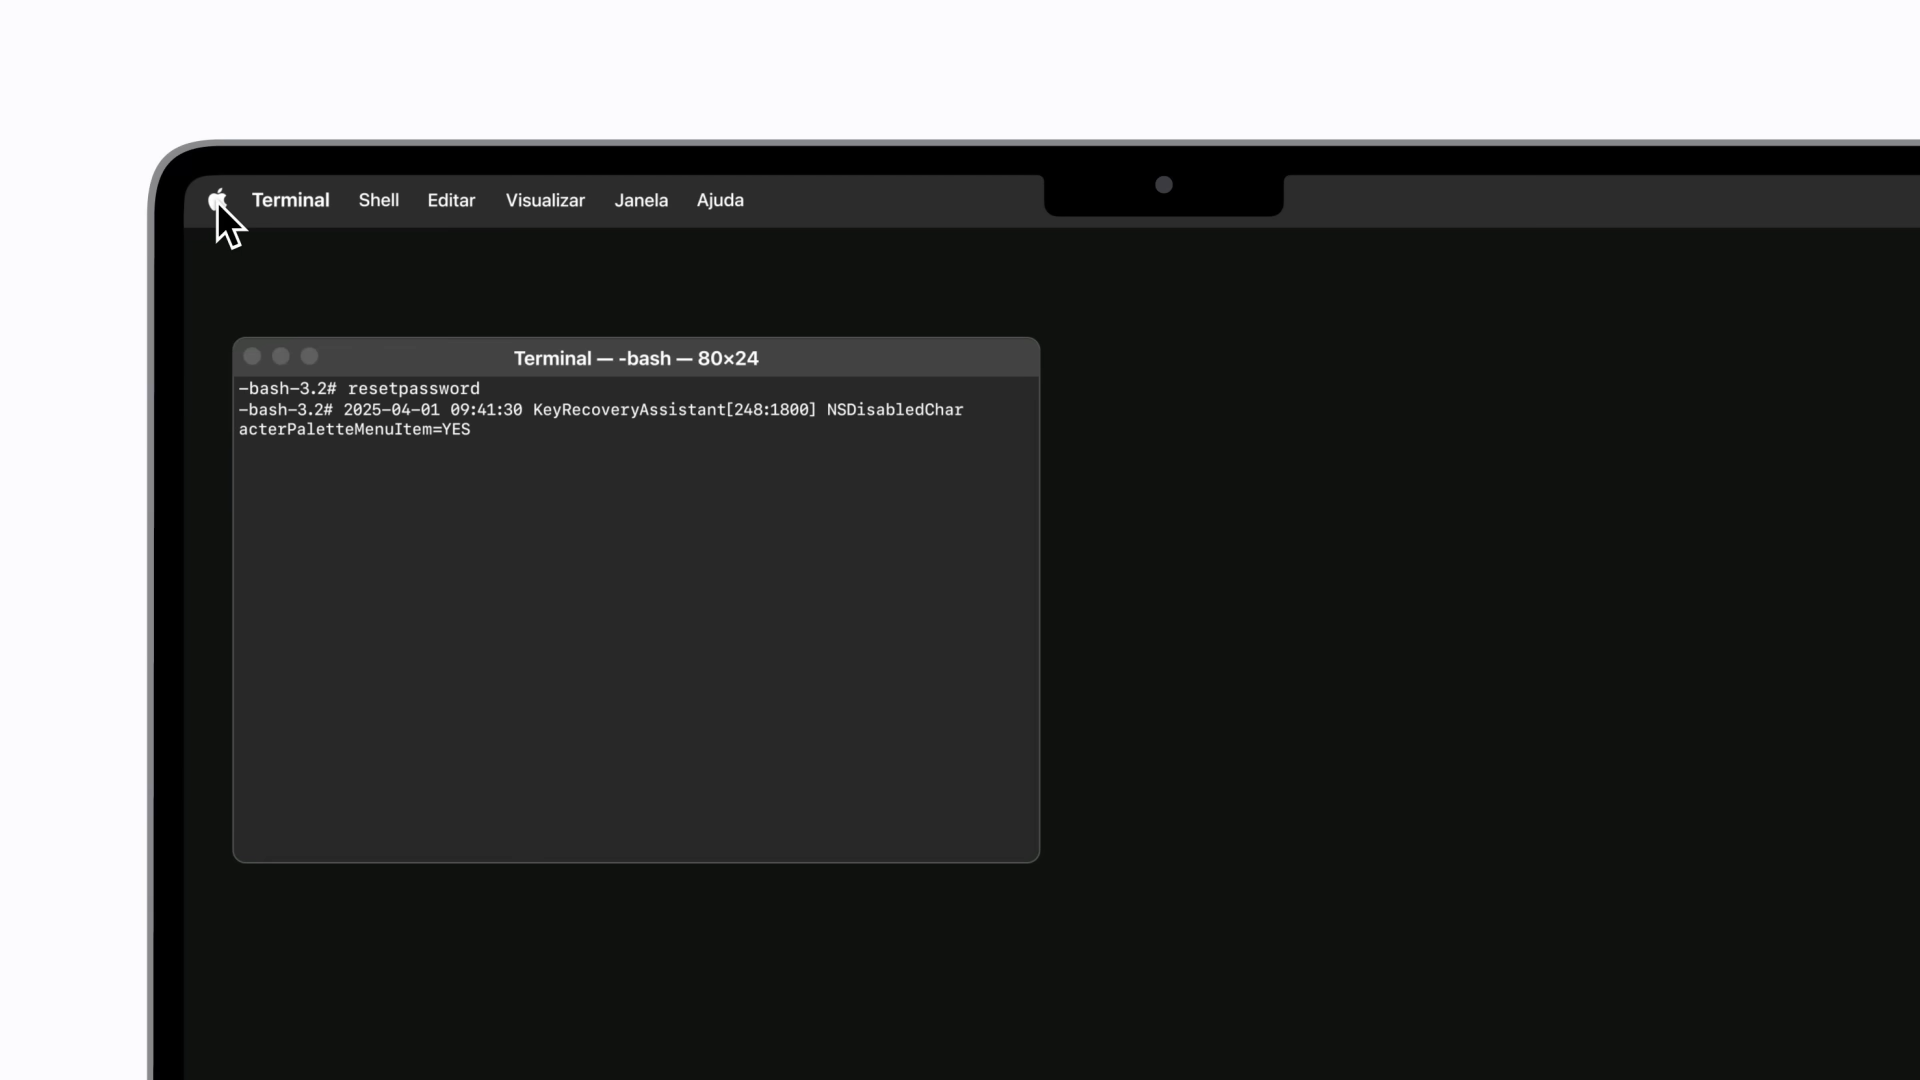 Terminal Shell Editar Visualizar Janela Ajuda
Terminal — -bash — 80×24
-bash-3.2# resetpassword
-bash-3.2# 2025-04-01 09:41:30 KeyRecoveryAssistant[248:1800] NSDisabledChar
acterPaletteMenuItem=YES